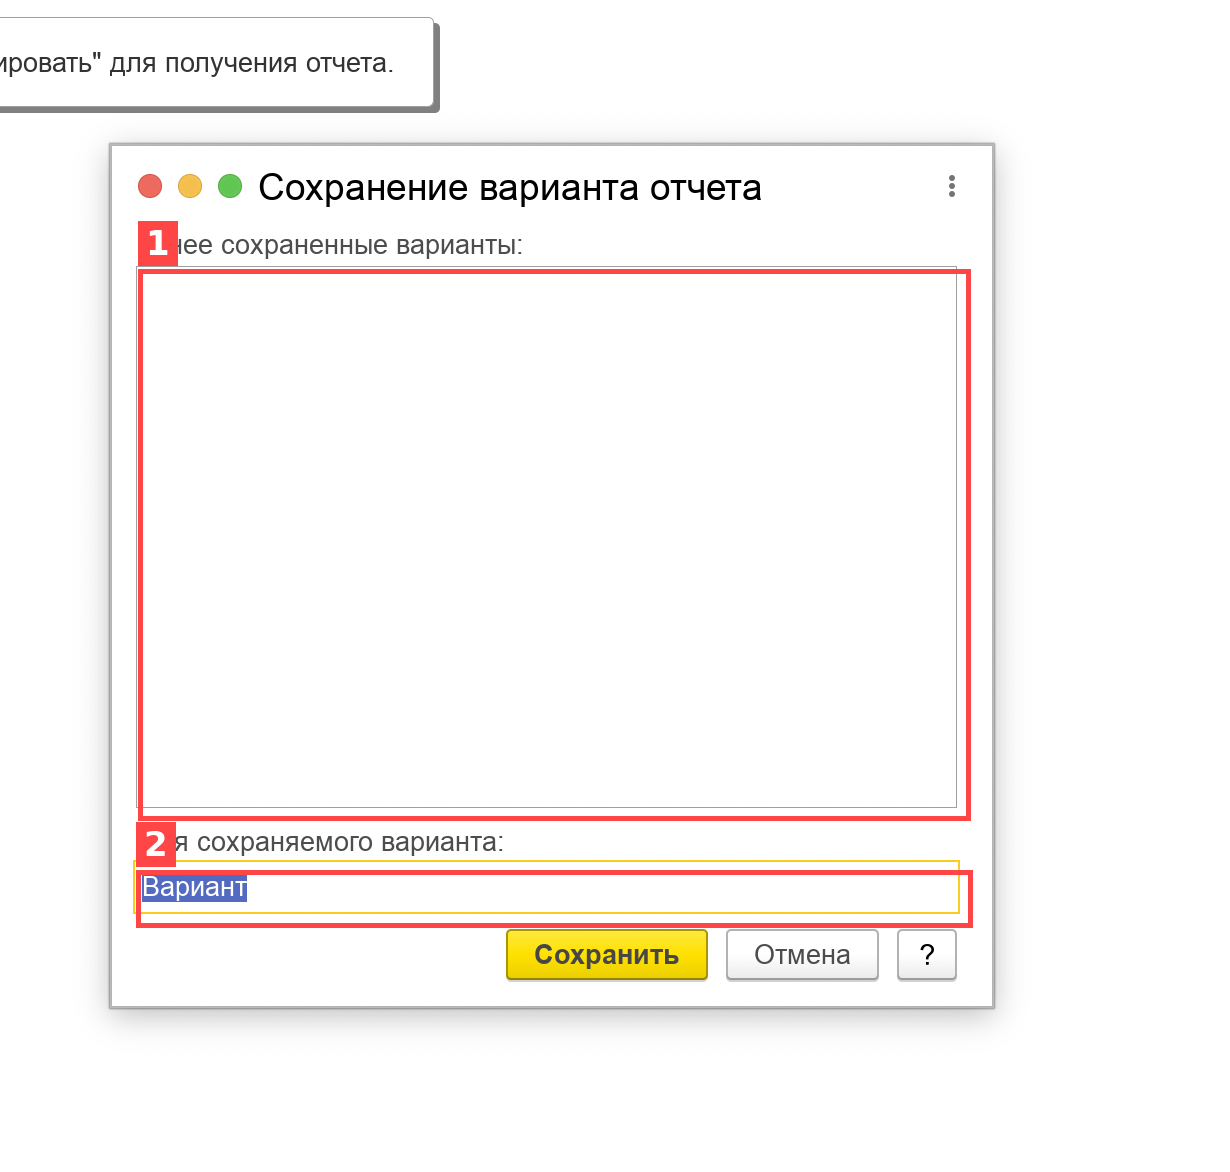 ировать" для получения отчета.
Сохранение варианта отчета
1
нее сохраненные варианты:
2
я сохраняемого варианта:
Вариант
Сохранить
Отмена
?